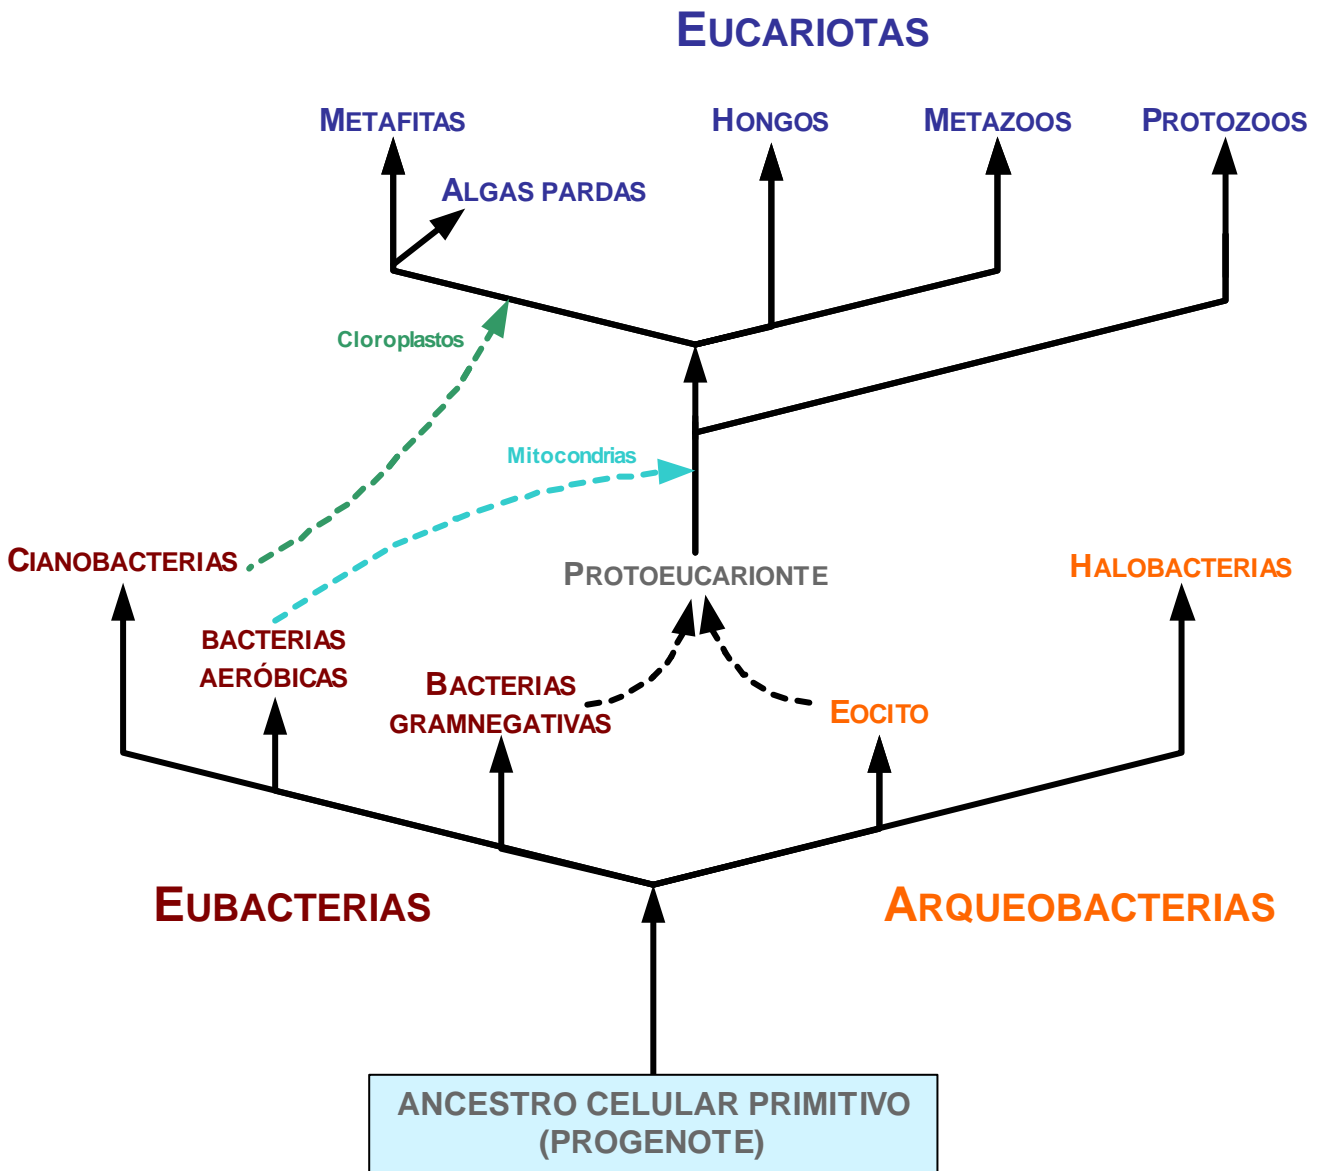 EUCARIOTAS
METAFITAS
HONGOS
METAZOOS
PROTOZOOS
ALGAS PARDAS
Cloroplastos
Mitocondrias
CIANOBACTERIAS
PROTOEUCARIONTE
HALOBACTERIAS
BACTERIAS
AERÓBICAS
BACTERIAS
GRAMNEGATIVAS
EOCITO
EUBACTERIAS
ARQUEOBACTERIAS
ANCESTRO CELULAR PRIMITIVO
(PROGENOTE)